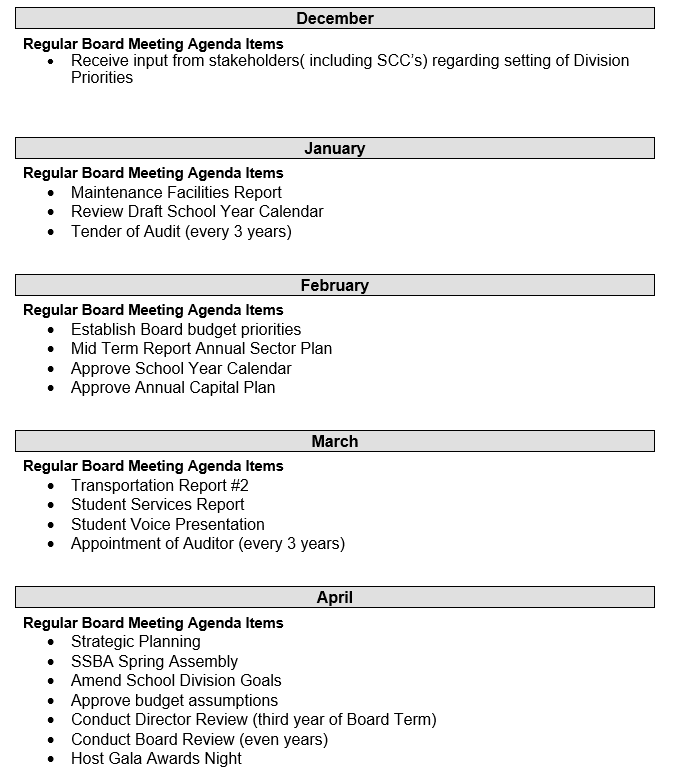 December
Regular Board Meeting Agenda Items
• Receive input from stakeholders( including SCC's) regarding setting of Division
Priorities
January
Regular Board Meeting Agenda Items
• Maintenance Facilities Report
• Review Draft School Year Calendar
• Tender of Audit (every 3 years)
February
Regular Board Meeting Agenda Items
• Establish Board budget priorities
• Mid Term Report Annual Sector Plan
• Approve School Year Calendar
• Approve Annual Capital Plan
March
Regular Board Meeting Agenda Items
• Transportation Report #2
• Student Services Report
• Student Voice Presentation
• Appointment of Auditor (every 3 years)
April
Regular Board Meeting Agenda Items
• Strategic Planning
• SSBA Spring Assembly
• Amend School Division Goals
• Approve budget assumptions
• Conduct Director Review (third year of Board Term)
• Conduct Board Review (even years)
• Host Gala Awards Night